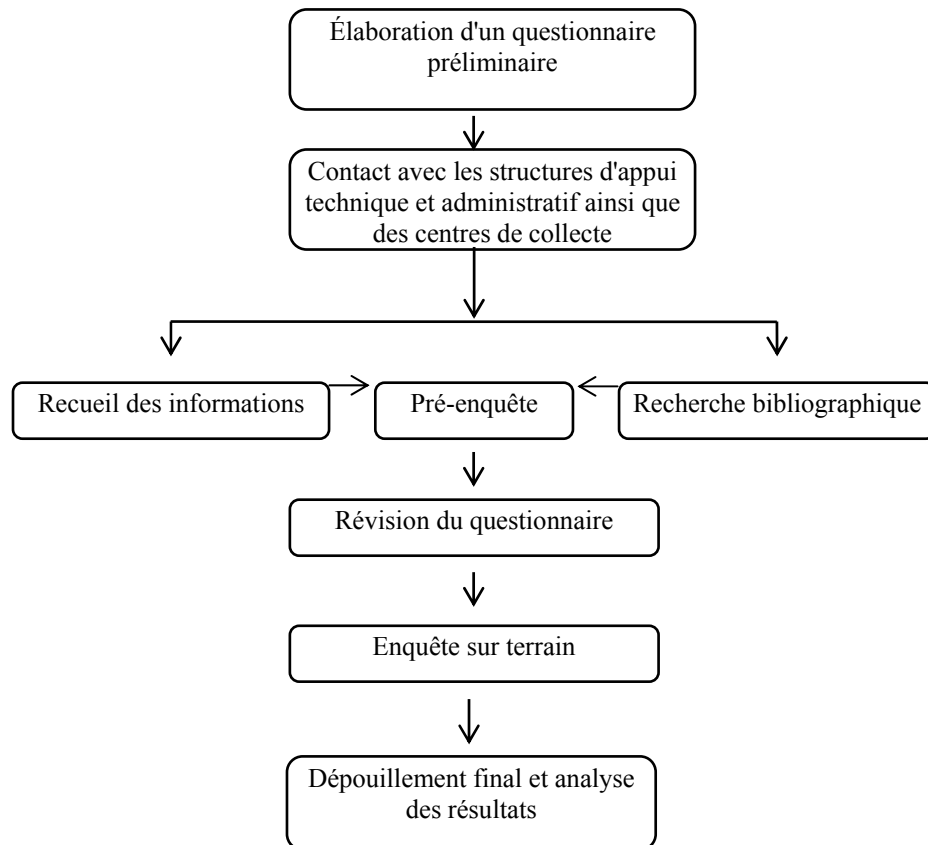 Élaboration d'un questionnaire
préliminaire
Contact avec les structures d'appui
technique et administratif ainsi que
des centres de collecte
Recueil des informations
Pré-enquête
Recherche bibliographique
Révision du questionnaire
Enquête sur terrain
Dépouillement final et analyse
des résultats